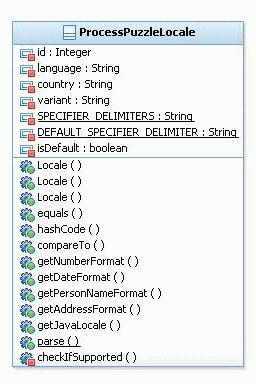 ProcessPuzzleLocale
id : Integer
language : String
country : String
variant : String
SPECIFIER_DELIMITERS : String
DEFAULT_SPECIFIER_DELIMITER : String
isDefault : boolean
Locale ( )
Locale ( )
Locale ( )
equals ( )
hashCode ( )
compareTo ( )
getNumberFormat ( )
getDateFormat ( )
getPersonNameFormat ( )
getAddressFormat ( )
getJavaLocale ( )
parse ( )
checkIfSupported ( )